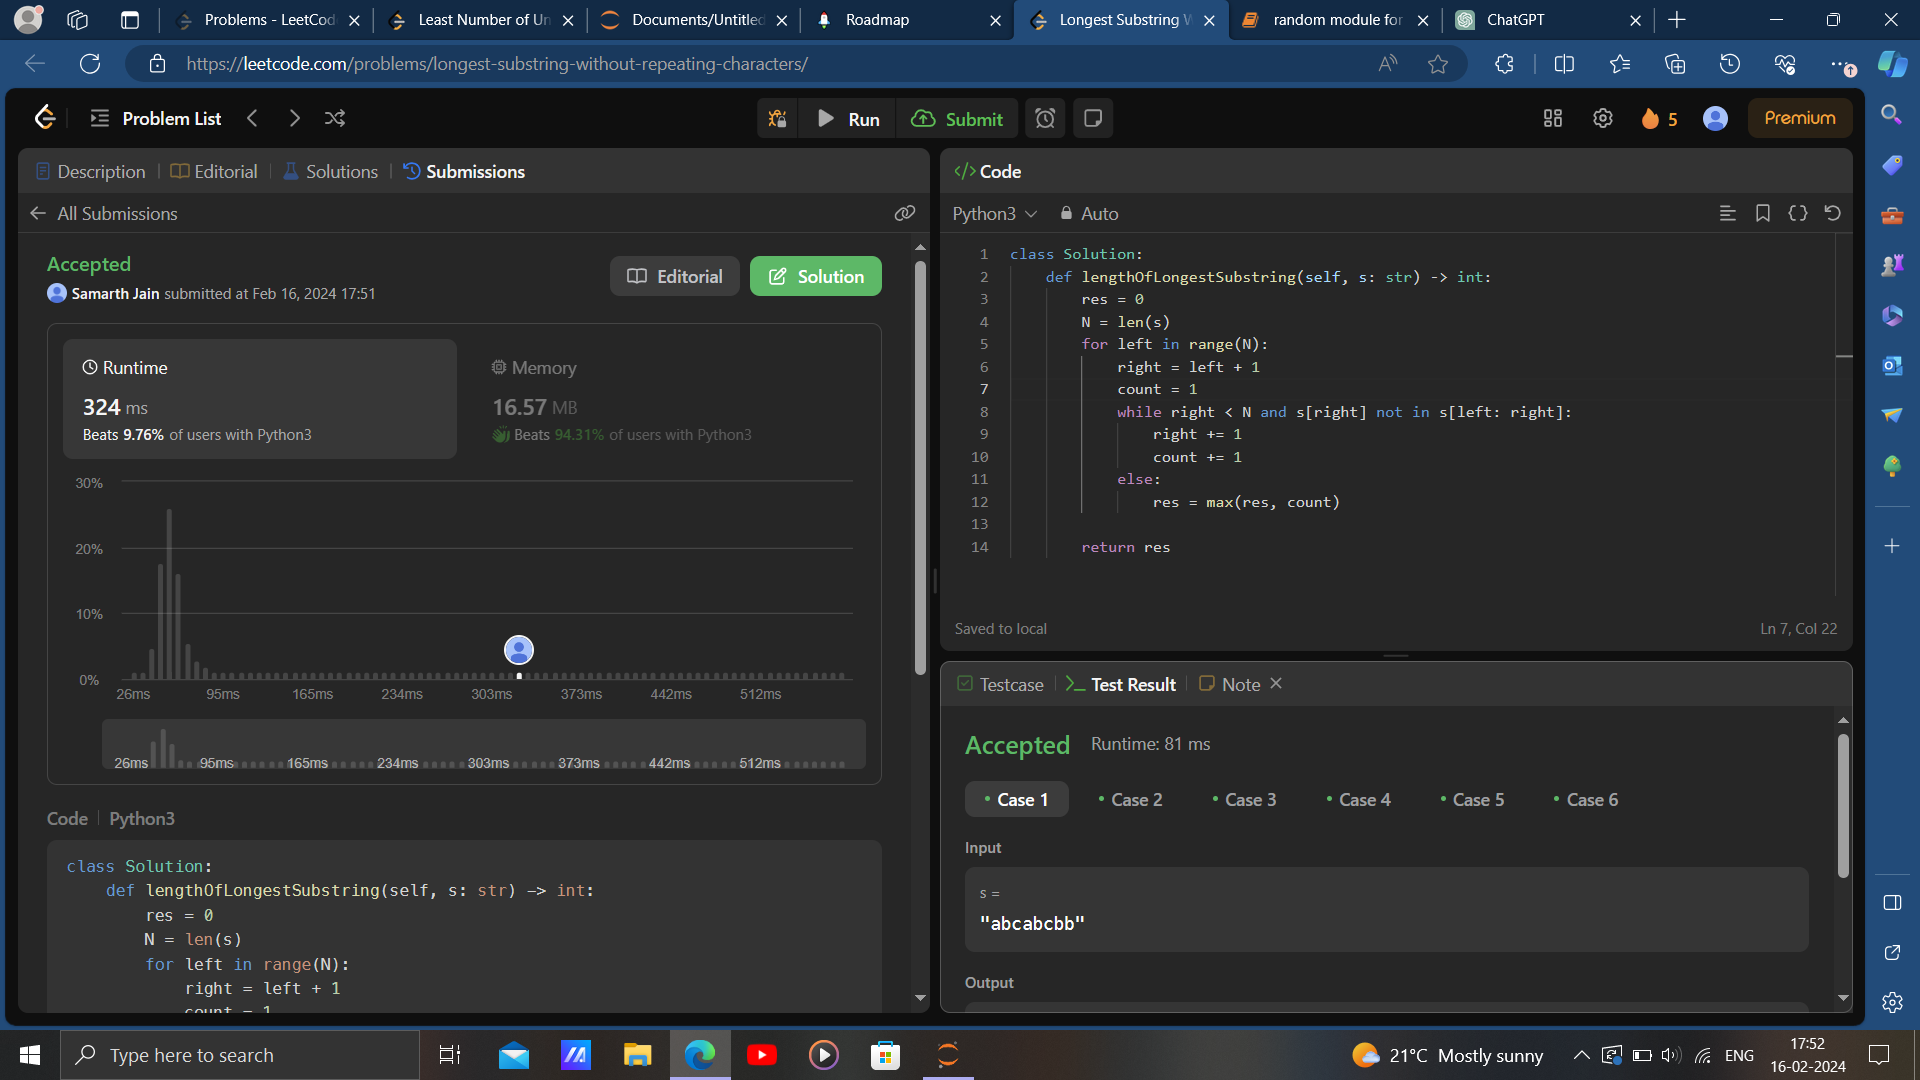 Problems - LeetCod
Least Number of Un
Documents/Untitled
Roadmap
Longest Substring W
random module for
ChatGPT
https://leetcode.com/problems/longest-substring-without-repeating-characters/
Problem List
Run
Submit
5
Premium
Description
Editorial
Solutions
Submissions
All Submissions
Accepted
Samarth Jain submitted at Feb 16, 2024 17:51
Editorial
Solution
Runtime
324 ms
Beats 9.76% of users with Python3
Memory
16.57 MB
Beats 94.31% of users with Python3
30%
20%
10%
0%
26ms 95ms 165ms 234ms 303ms 373ms 442ms 512ms
26ms 95ms 165ms 234ms 303ms 373ms 442ms 512ms
Code Python3
class Solution:
def lengthOfLongestSubstring(self, s: str) -> int:
res = 0
N = len(s)
for left in range(N):
right = left + 1
count = 1
</> Code
Python3
Auto
1 class Solution:
2 def lengthOfLongestSubstring(self, s: str) -> int:
3 res = 0
4 N = len(s)
5 for left in range(N):
6 right = left + 1
7 count = 1
8 while right < N and s[right] not in s[left: right]:
9 right += 1
10 count += 1
11 else:
12 res = max(res, count)
13
14 return res
Saved to local
Ln 7, Col 22
Testcase
Test Result
Note
Accepted Runtime: 81 ms
Case 1
Case 2
Case 3
Case 4
Case 5
Case 6
Input
s =
"abcabcbb"
Output
Type here to search
21°C Mostly sunny
ENG
17:52
16-02-2024